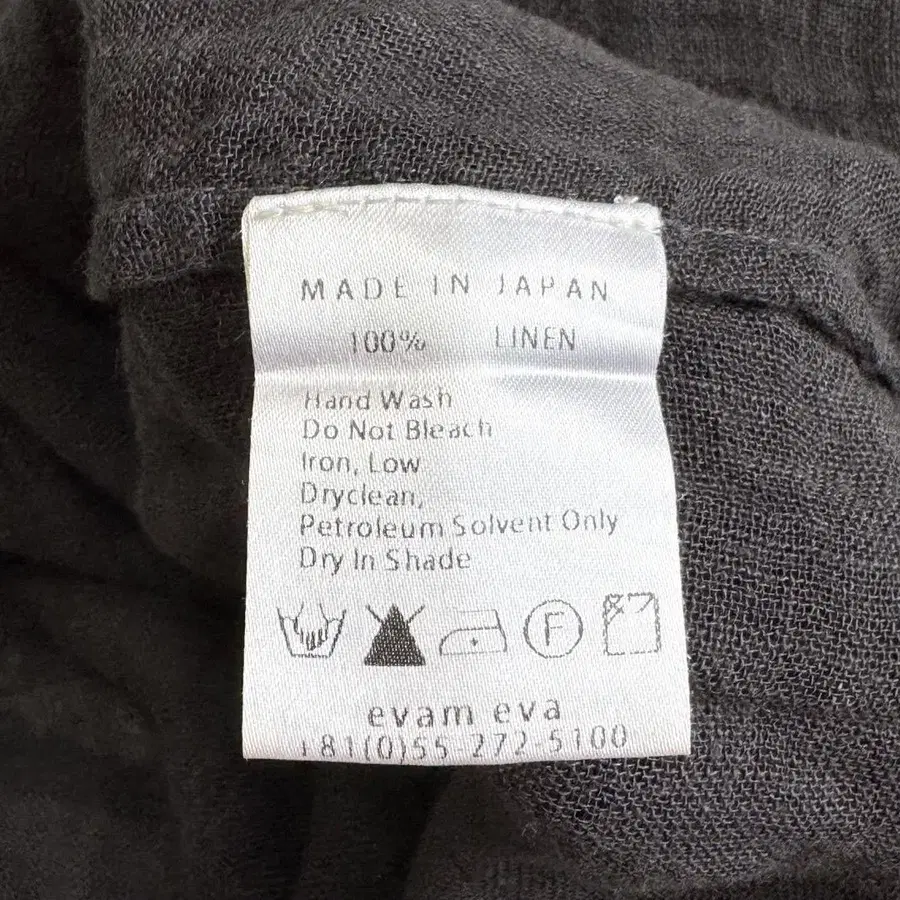 MADE IN JAPAN
100% LINEN
Hand Wash
Do Not Bleach
Iron, Low
Dryclean,
Petroleum Solvent Only
Dry In Shade
F
evam eva
+81(0)55-272-5100